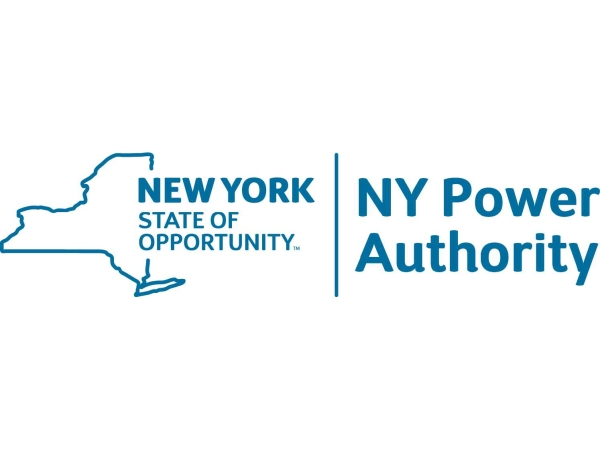 NEW YORK
STATE OF
OPPORTUNITY™
NY Power
Authority